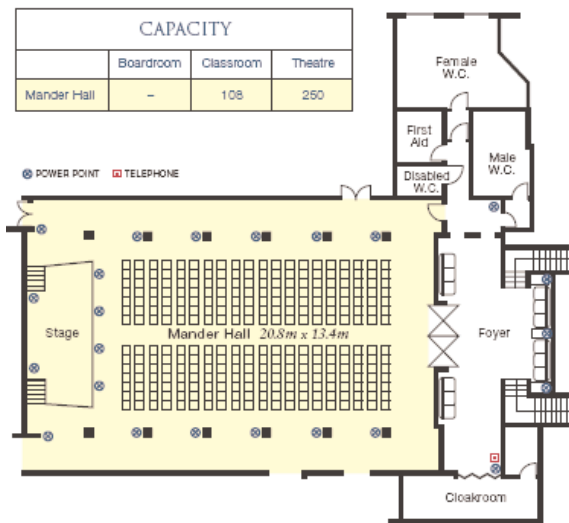 CAPACITY
Boardroom Classroom Theatre
Mander Hall – 108 250
POWER POINT TELEPHONE
Female
W.C.
First
Aid
Male
W.C.
Disabled
W.C.
Stage
Mander Hall 20.8m x 13.4m
Foyer
Cloakroom